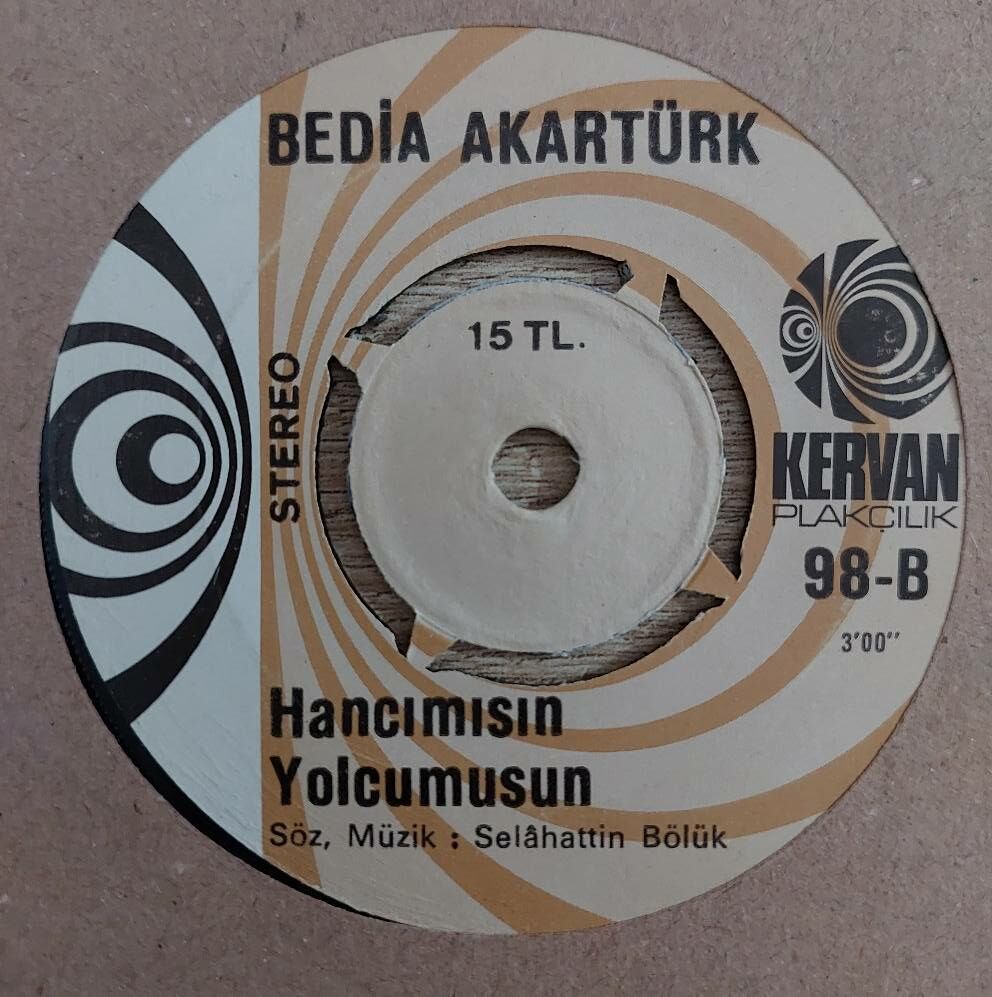 BEDİA AKARTÜRK
15 TL.
STEREO
KERVAN
PLAKÇILIK
98-B
3'00"
Hancımısın
Yolcumusun
Söz, Müzik : Selâhattin Bölük